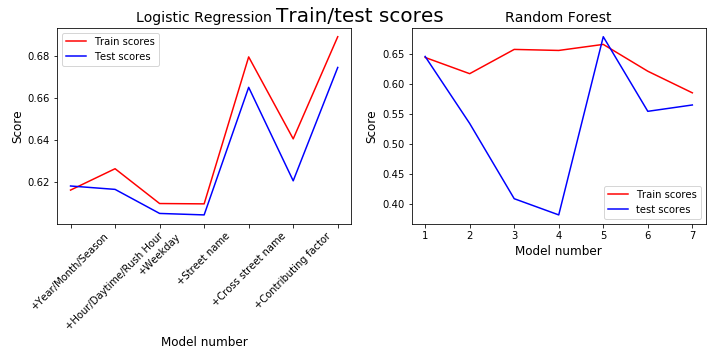 Train/test scores
Logistic Regression
Train scores
Test scores
Score
0.68
0.66
0.64
0.62
+Year/Month/Season
+Hour/Daytime/Rush Hour
+Weekday
+Street name
+Cross street name
+Contributing factor
Model number
Random Forest
Score
0.65
0.60
0.55
0.50
0.45
0.40
Train scores
test scores
1 2 3 4 5 6 7
Model number